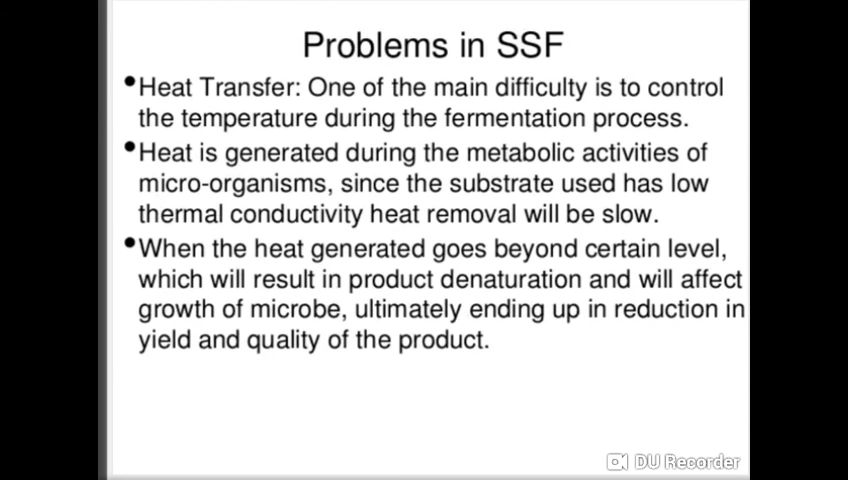 Problems in SSF
•Heat Transfer: One of the main difficulty is to control
the temperature during the fermentation process.
•Heat is generated during the metabolic activities of
micro-organisms, since the substrate used has low
thermal conductivity heat removal will be slow.
•When the heat generated goes beyond certain level,
which will result in product denaturation and will affect
growth of microbe, ultimately ending up in reduction in
yield and quality of the product.
DU Recorder